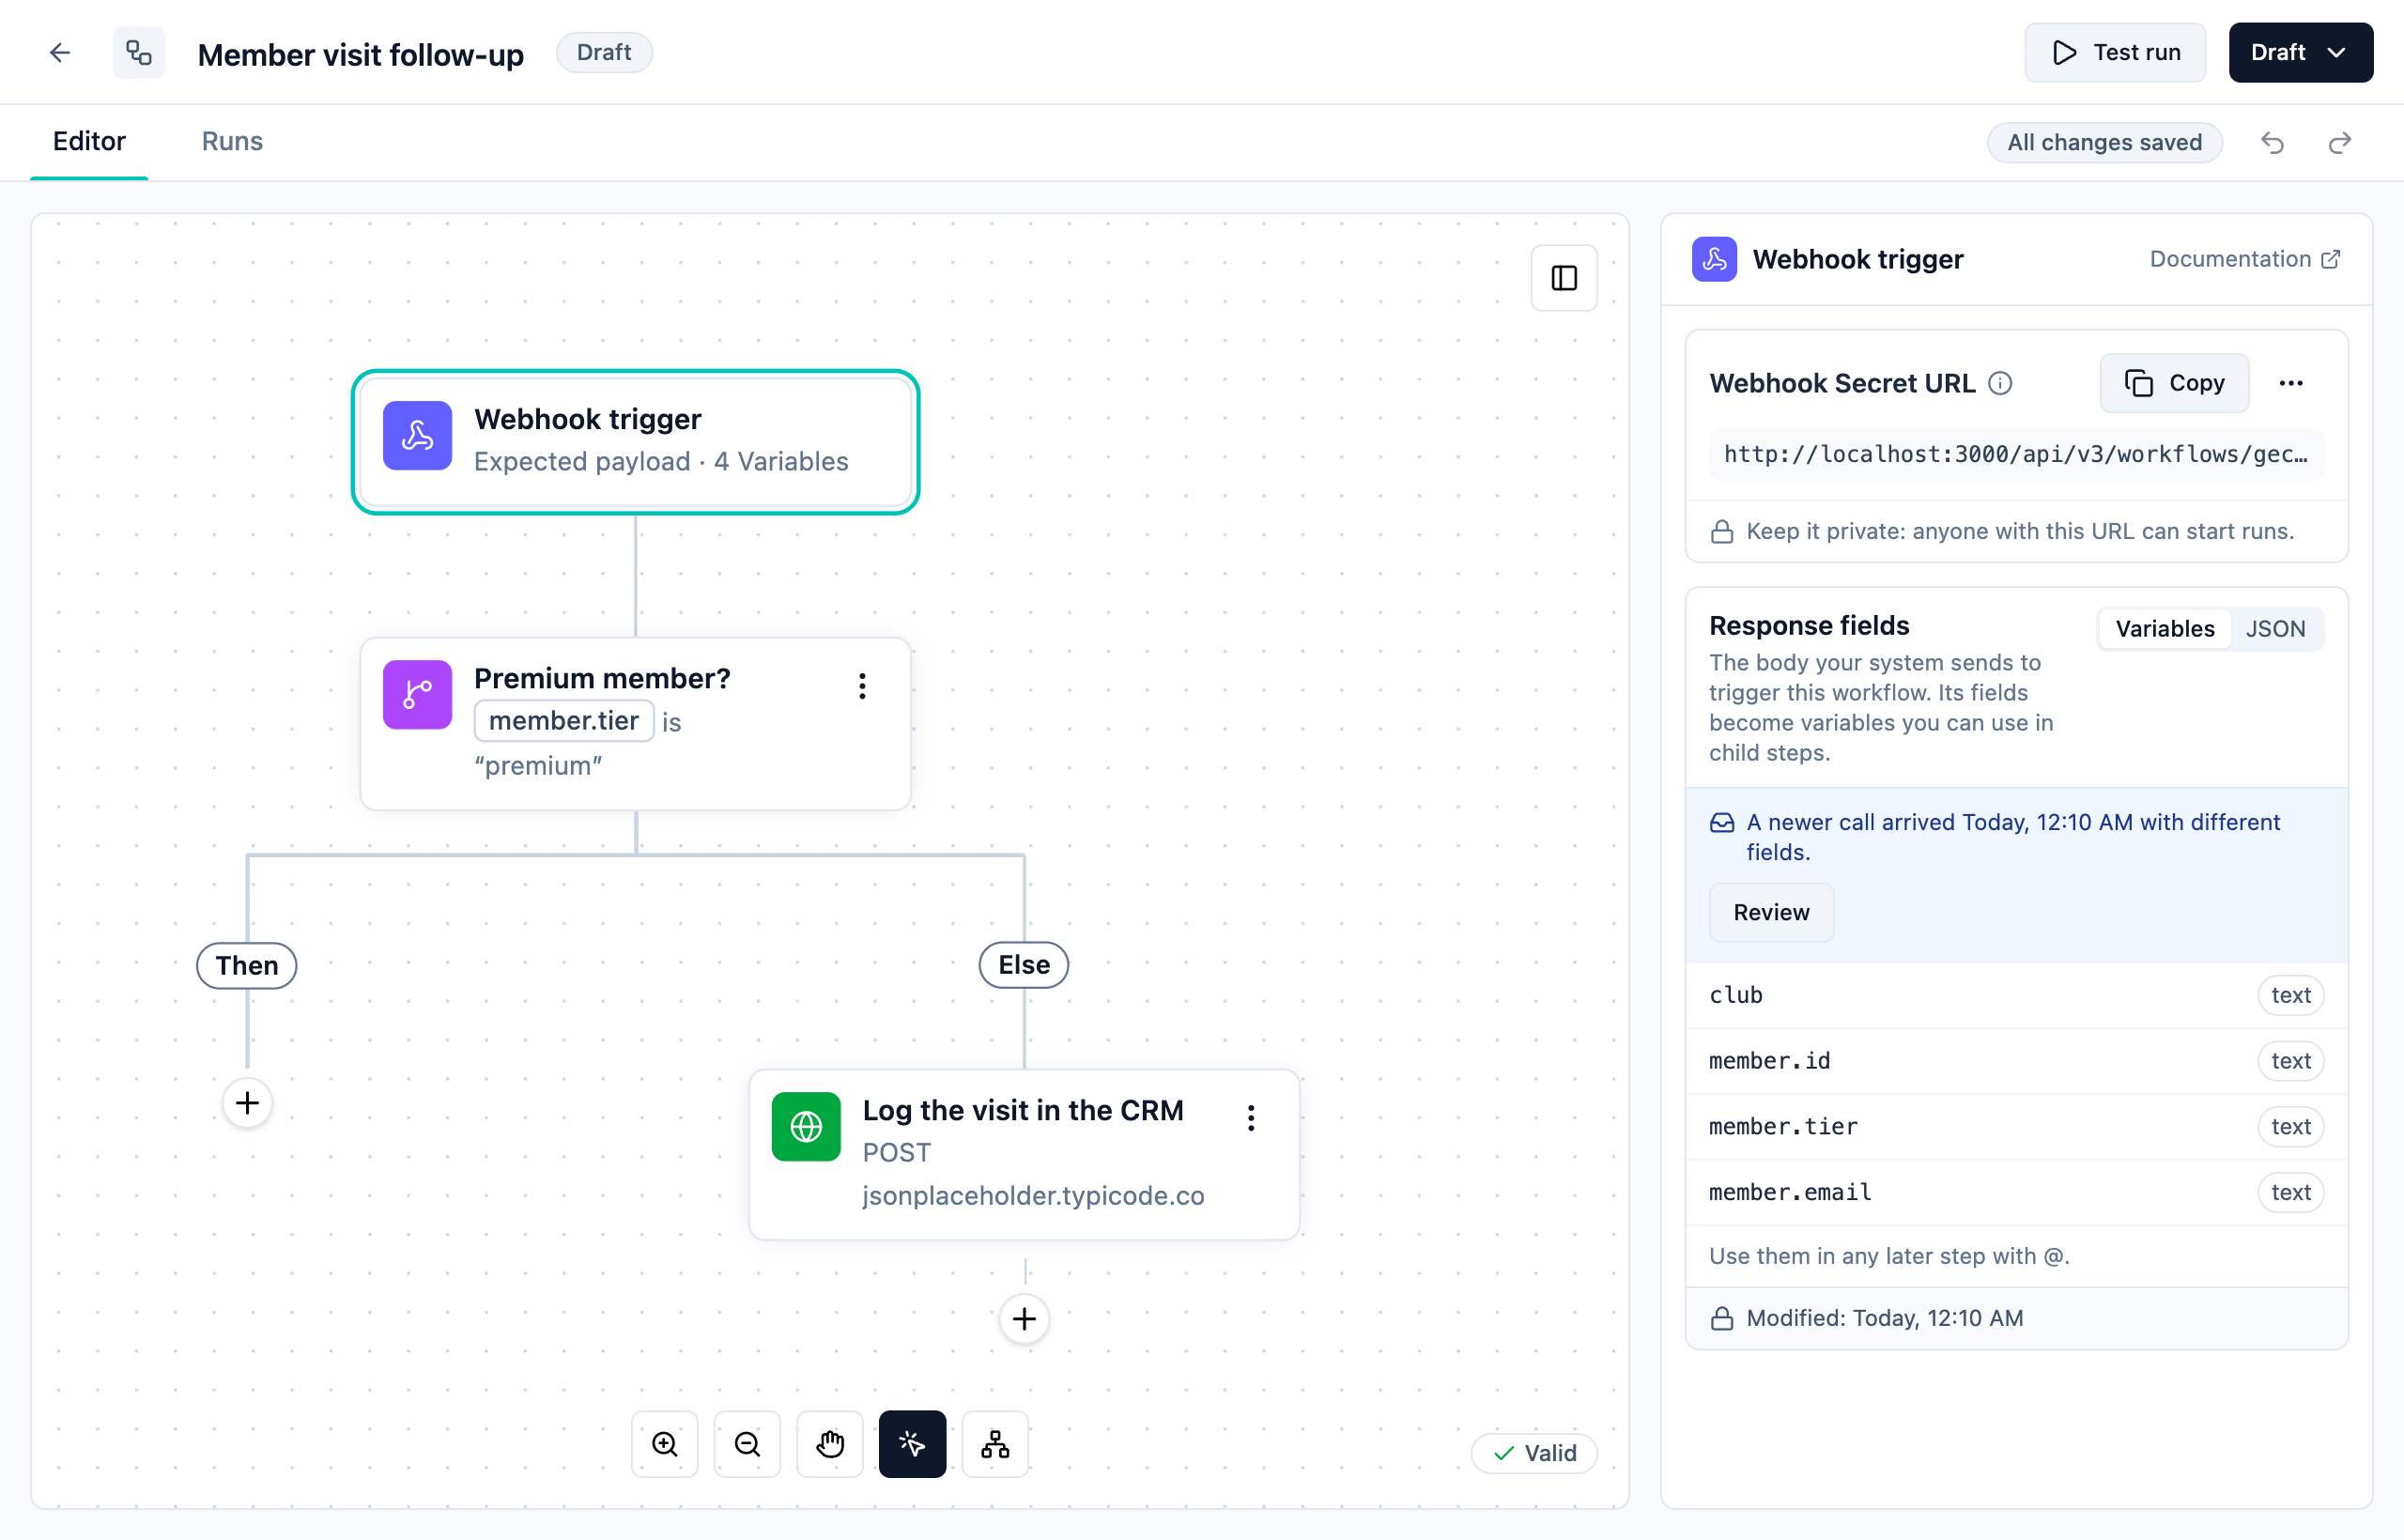 Member visit follow-up
Draft
Test run
Draft
Editor
Runs
All changes saved
Webhook trigger
Expected payload · 4 Variables
Premium member?
member.tier is
“premium”
Then
Else
Log the visit in the CRM
POST
jsonplaceholder.typicode.co
Valid
Webhook trigger
Documentation
Webhook Secret URL
Copy
http://localhost:3000/api/v3/workflows/gec…
Keep it private: anyone with this URL can start runs.
Response fields
Variables
JSON
The body your system sends to
trigger this workflow. Its fields
become variables you can use in
child steps.
A newer call arrived Today, 12:10 AM with different
fields.
Review
club text
member.id text
member.tier text
member.email text
Use them in any later step with @.
Modified: Today, 12:10 AM